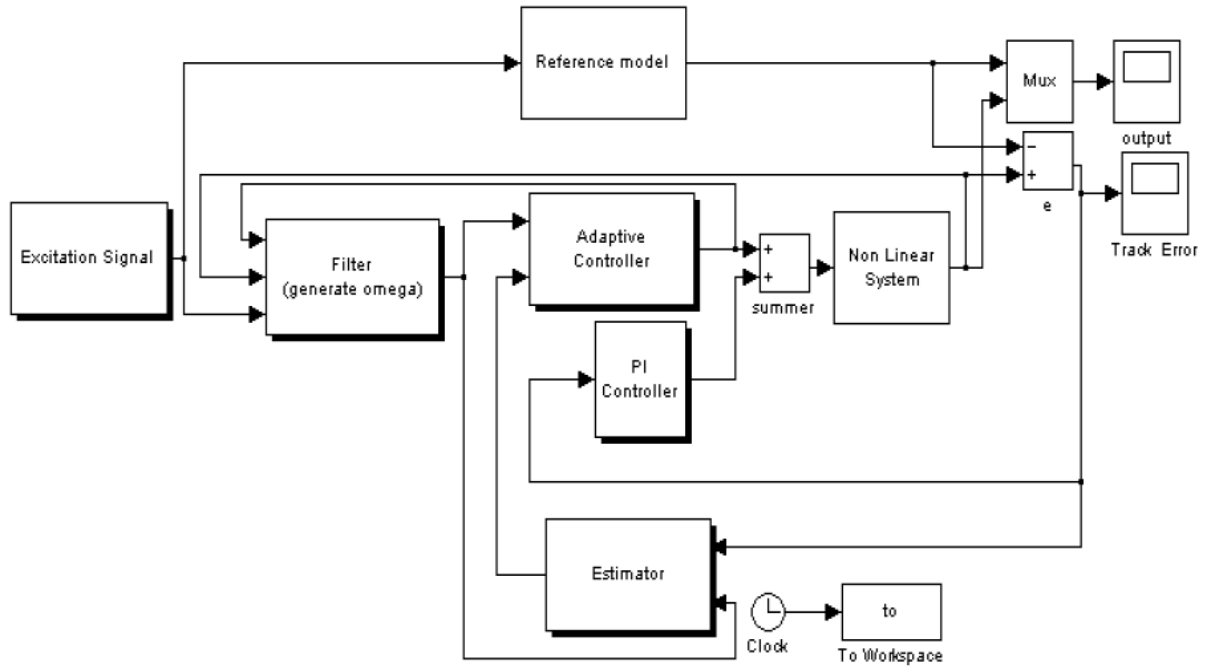 Reference model
Mux
output
−
+
e
Track Error
Excitation Signal
Filter
(generate omega)
Adaptive
Controller
+
+
summer
Non Linear
System
PI
Controller
Estimator
Clock
to
To Workspace